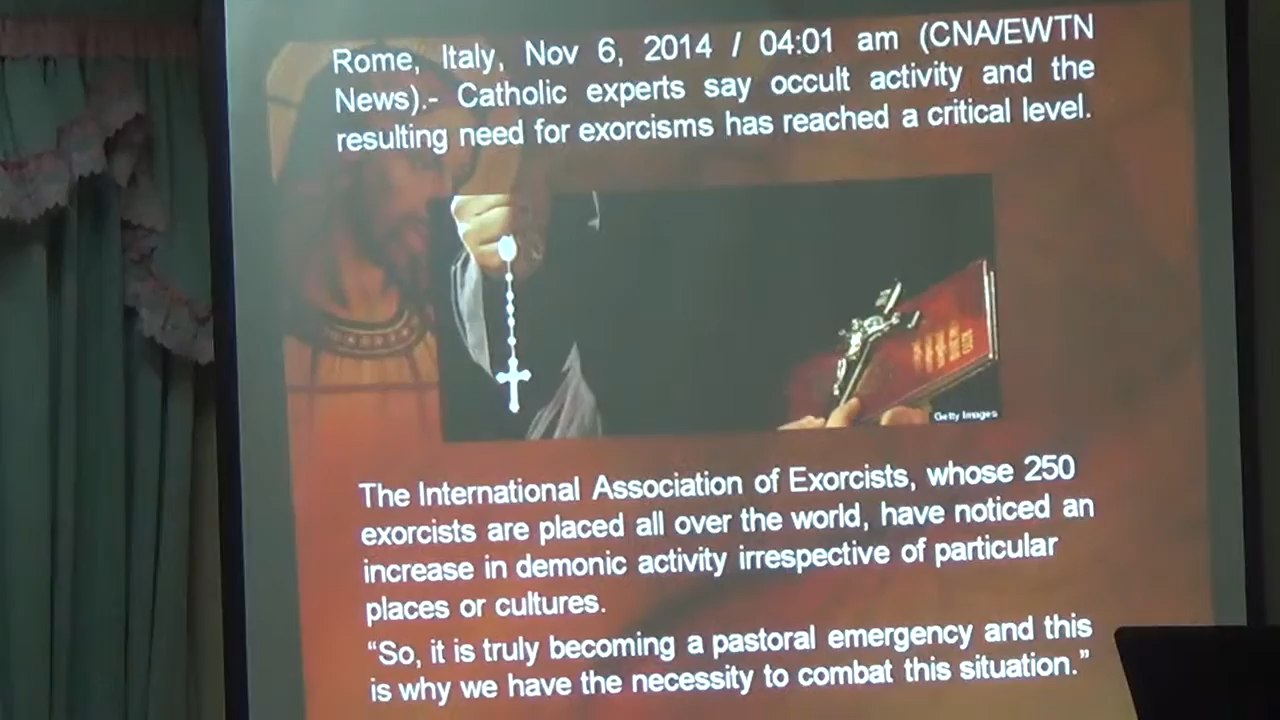 Rome, Italy, Nov 6, 2014 / 04:01 am (CNA/EWTN
News).- Catholic experts say occult activity and the
resulting need for exorcisms has reached a critical level.
Getty Images
The International Association of Exorcists, whose 250
exorcists are placed all over the world, have noticed an
increase in demonic activity irrespective of particular
places or cultures.
“So, it is truly becoming a pastoral emergency and this
is why we have the necessity to combat this situation.”